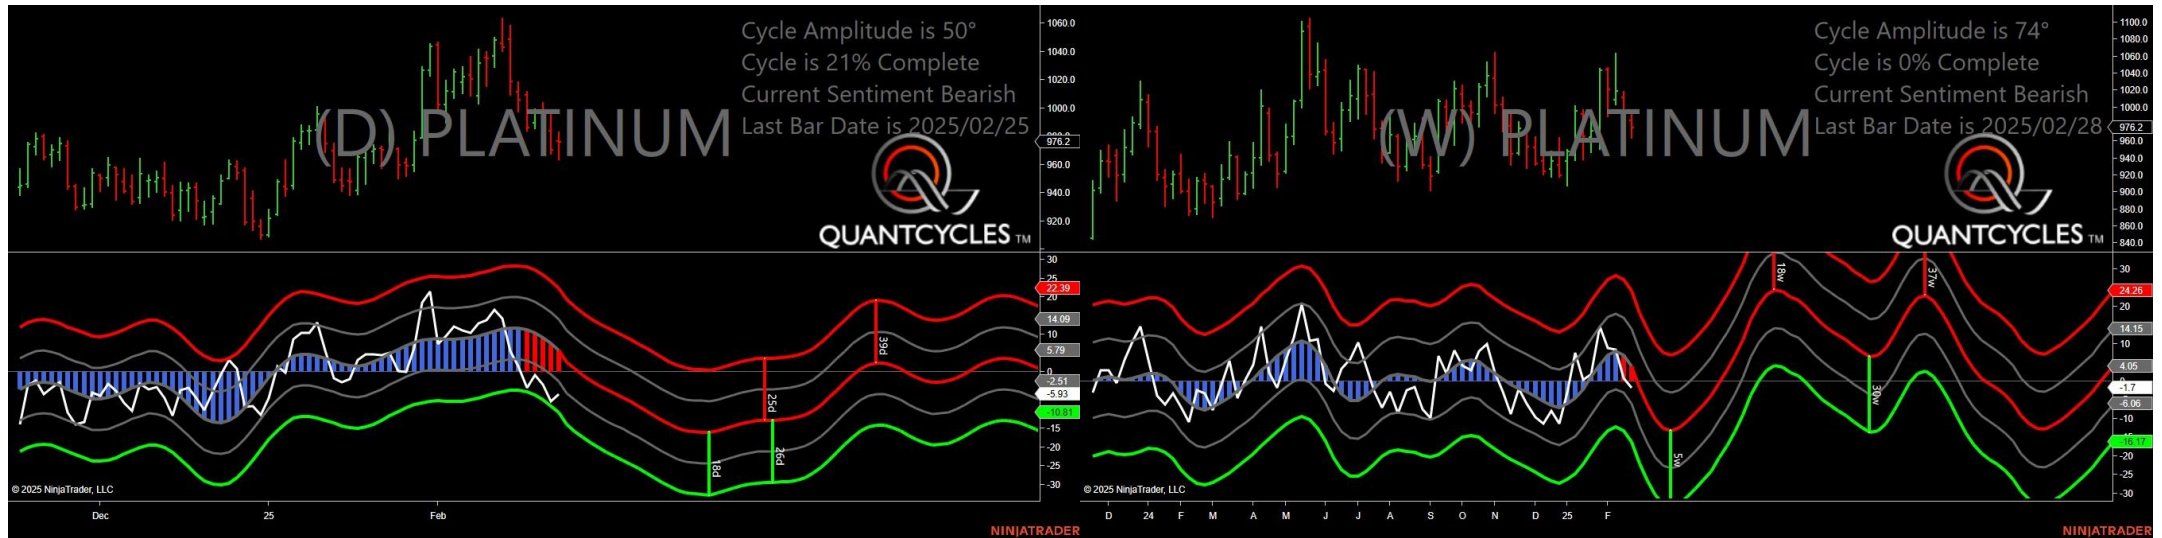 (D) PLATINUM
Cycle Amplitude is 50°
Cycle is 21% Complete
Current Sentiment Bearish
Last Bar Date is 2025/02/25
QUANTCYCLES TM
1060.0
1040.0
1020.0
1000.0
976.2
960.0
940.0
920.0
30
25
22.39
20
14.09
10
5.79
0
-2.51
-5.93
-10.81
-15
-20
-25
-30
18d
25d
26d
39d
© 2025 NinjaTrader, LLC
Dec
25
Feb
NINJATRADER
(W) PLATINUM
Cycle Amplitude is 74°
Cycle is 0% Complete
Current Sentiment Bearish
Last Bar Date is 2025/02/28
QUANTCYCLES TM
1100.0
1080.0
1060.0
1040.0
1020.0
1000.0
976.2
960.0
940.0
920.0
900.0
880.0
860.0
840.0
30
24.26
20
14.15
10
4.05
-1.7
-6.06
-10
-16.17
-20
-25
-30
5w
18w
30w
37w
© 2025 NinjaTrader, LLC
D 24 F M A M J J A S O N D 25 F
NINJATRADER